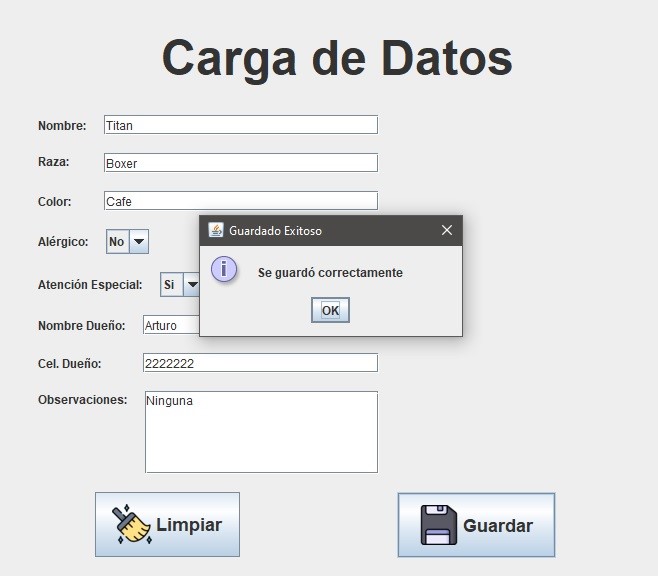 Carga de Datos
Nombre: Titan
Raza: Boxer
Color: Cafe
Alérgico: No
Guardado Exitoso
Se guardó correctamente
OK
Atención Especial: Si
Nombre Dueño: Arturo
Cel. Dueño: 2222222
Observaciones: Ninguna
Limpiar
Guardar